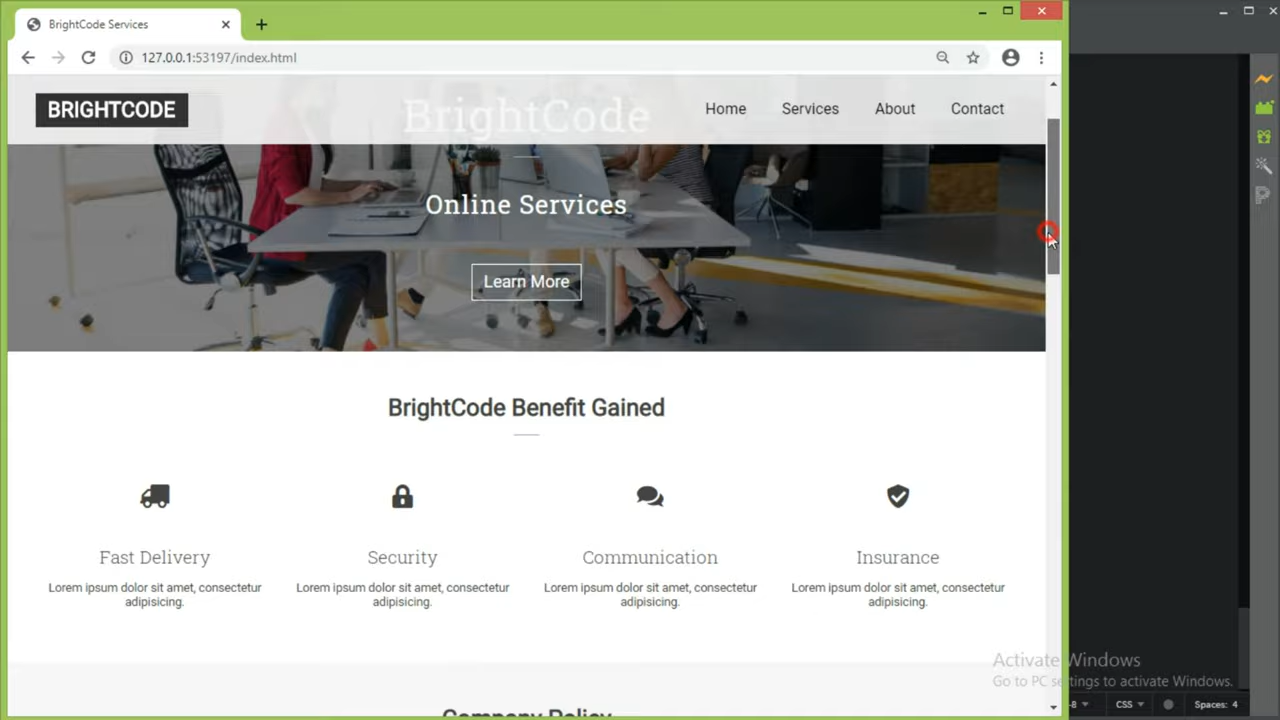 BrightCode Services
127.0.0.1:53197/index.html
BRIGHTCODE
BrightCode
Home
Services
About
Contact
Online Services
Learn More
BrightCode Benefit Gained
Fast Delivery
Lorem ipsum dolor sit amet, consectetur
adipisicing.
Security
Lorem ipsum dolor sit amet, consectetur
adipisicing.
Communication
Lorem ipsum dolor sit amet, consectetur
adipisicing.
Insurance
Lorem ipsum dolor sit amet, consectetur
adipisicing.
Company Policy
Activate Windows
Go to PC settings to activate Windows.
-8
CSS
Spaces: 4